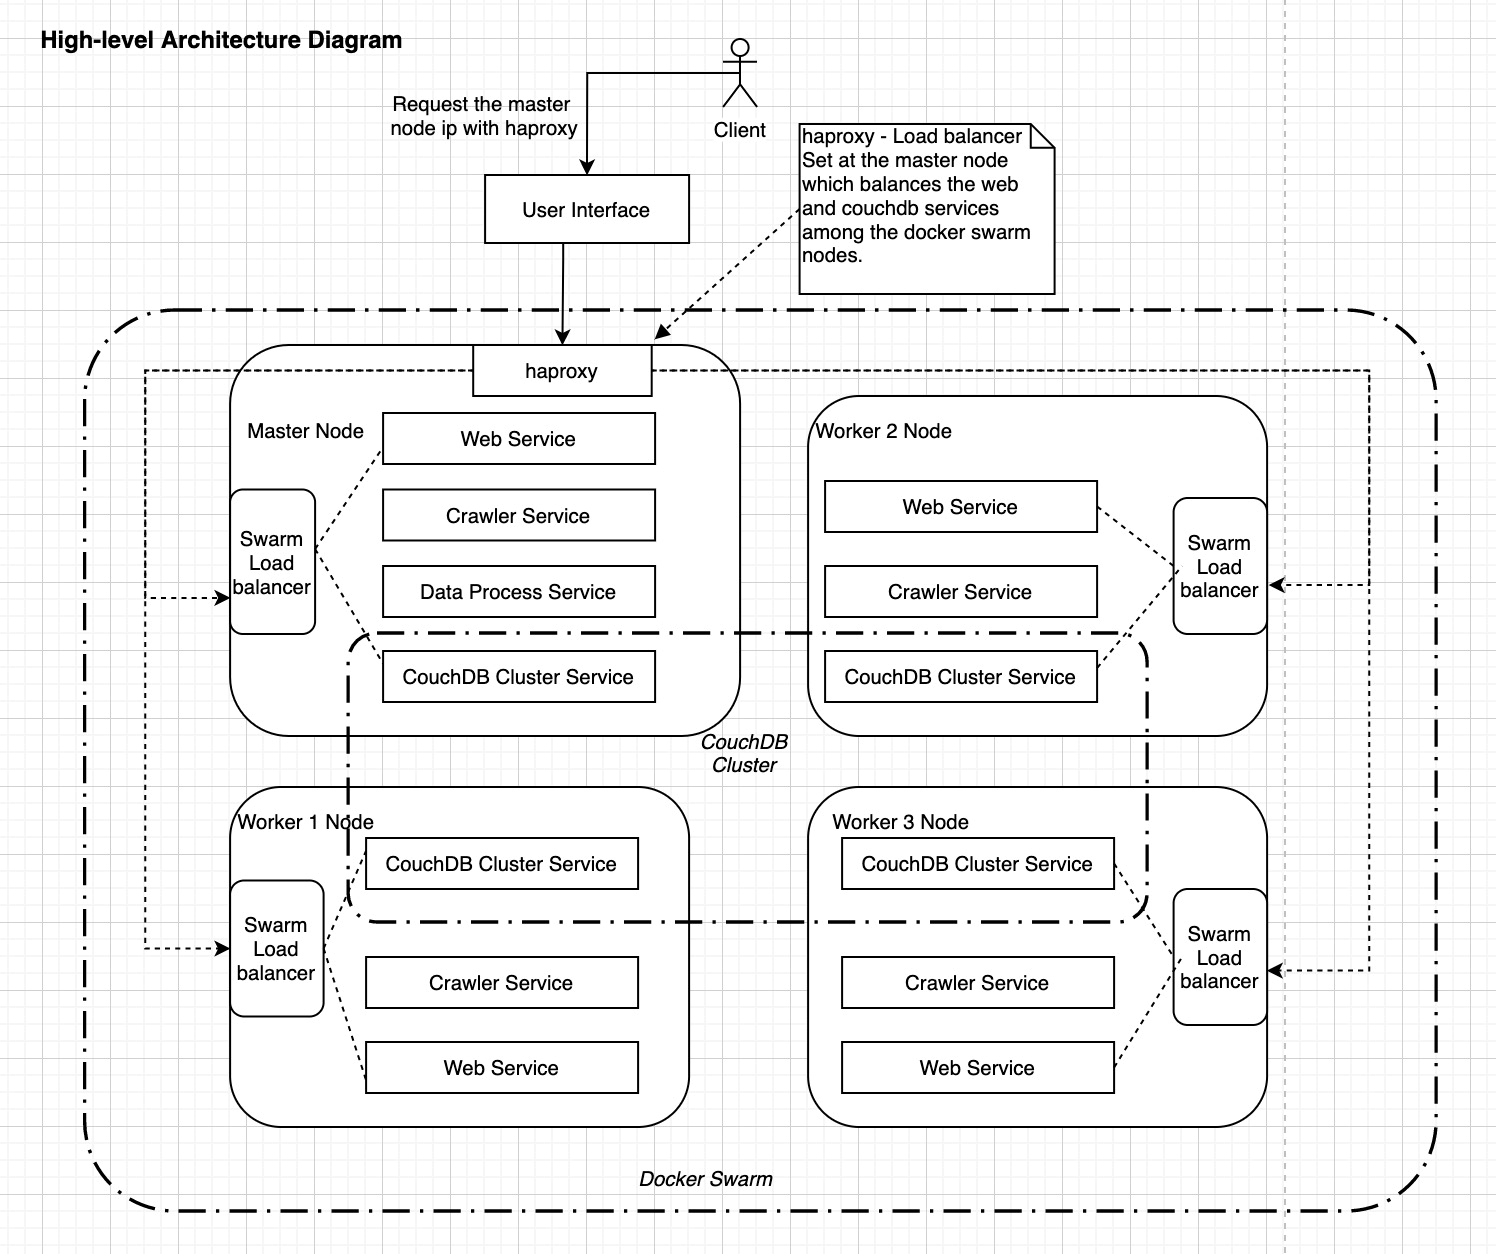 High-level Architecture Diagram
Request the master
node ip with haproxy
Client
haproxy - Load balancer
Set at the master node
which balances the web
and couchdb services
among the docker swarm
nodes.
User Interface
haproxy
Master Node
Web Service
Crawler Service
Data Process Service
CouchDB Cluster Service
Swarm
Load
balancer
Worker 2 Node
Web Service
Crawler Service
CouchDB Cluster Service
Swarm
Load
balancer
CouchDB
Cluster
Worker 1 Node
CouchDB Cluster Service
Crawler Service
Web Service
Swarm
Load
balancer
Worker 3 Node
CouchDB Cluster Service
Crawler Service
Web Service
Swarm
Load
balancer
Docker Swarm